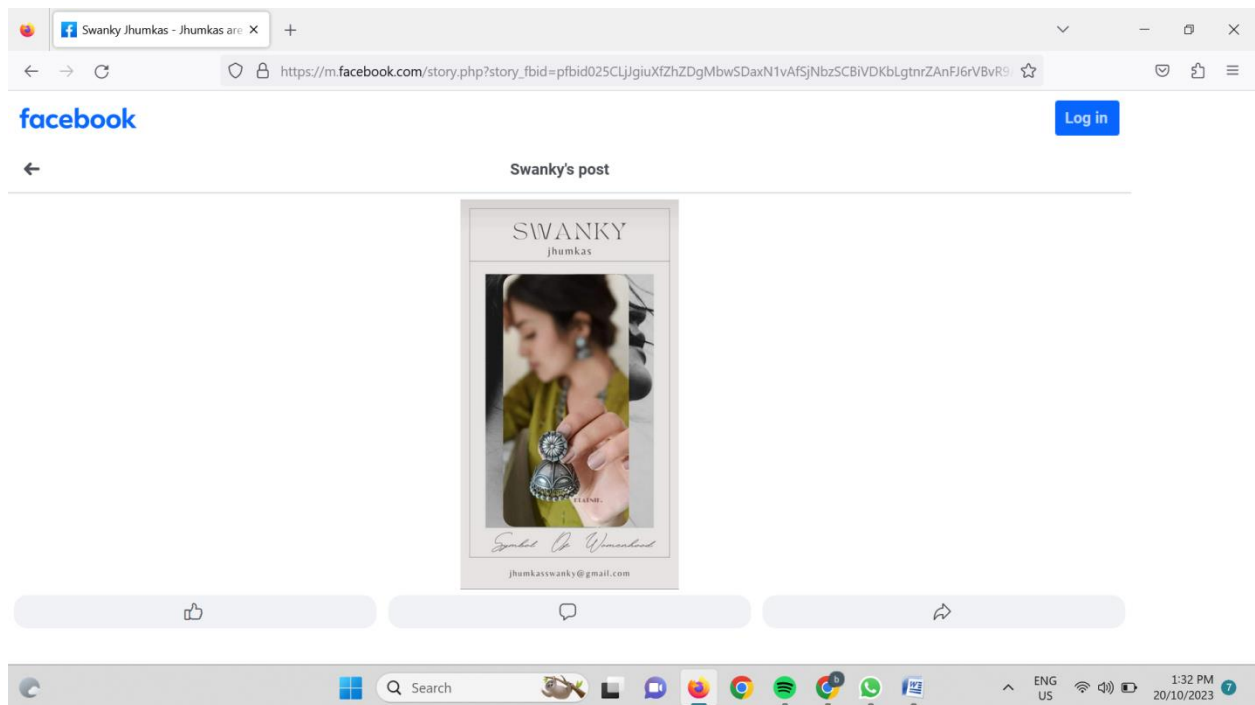 Swanky Jhumkas - Jhumkas are
https://m.facebook.com/story.php?story_fbid=pfbid025CLjJgiuXfZhZDgMbwSDaxN1vAfSjNbzSCBiVDKbLgtnrZAnFJ6rVBvR9
facebook
Log in
Swanky's post
SWANKY
jhumkas
Symbol Of Womenhood
jhumkasswanky@gmail.com
Search
ENG
US
1:32 PM
20/10/2023
7